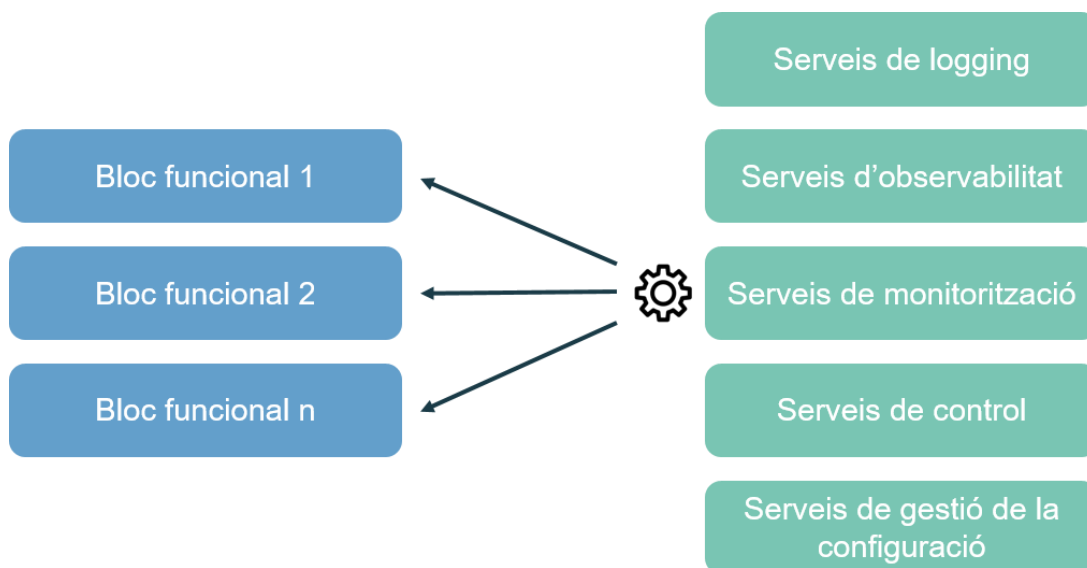 Serveis de logging
Bloc funcional 1
Serveis d’observabilitat
Bloc funcional 2
Serveis de monitorització
Bloc funcional n
Serveis de control
Serveis de gestió de la
configuració